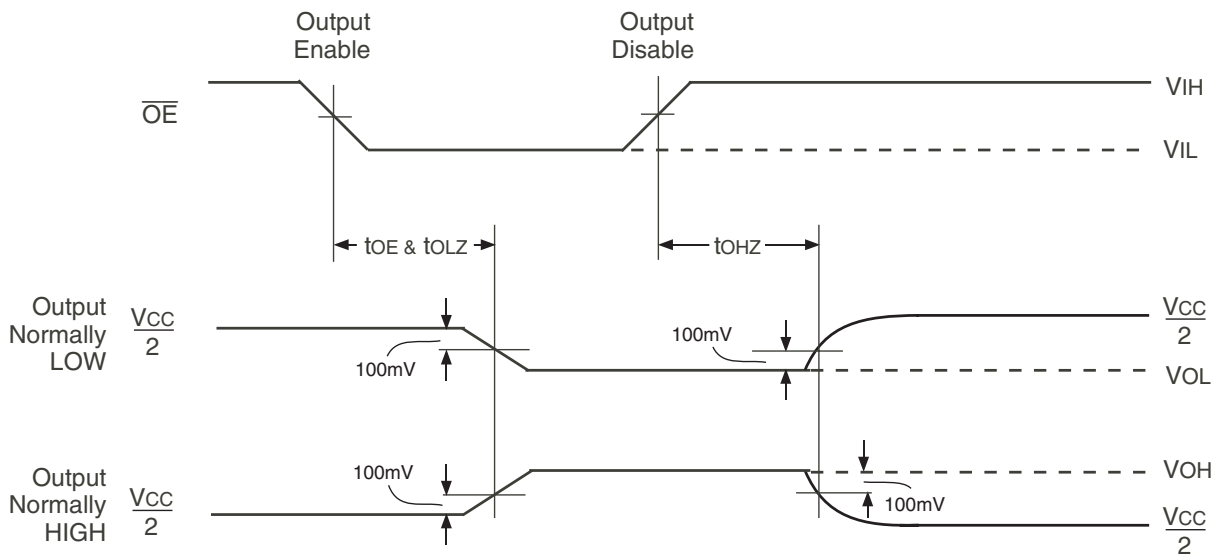 Output
Enable
Output
Disable
OE
VIH
VIL
tOE & tOLZ
tOHZ
Output
Normally
LOW
VCC
2
100mV
100mV
VCC
2
VOL
Output
Normally
HIGH
VCC
2
100mV
VOH
100mV
VCC
2